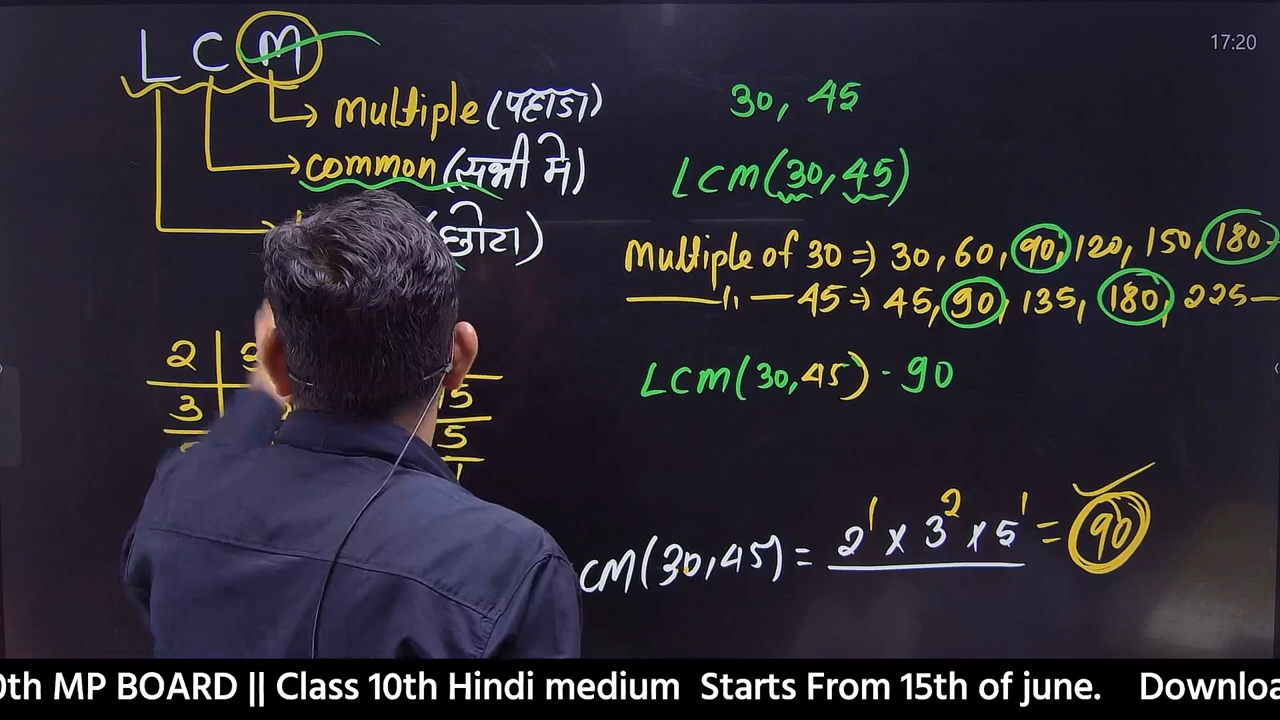 17:20
L C M
multiple (पहाडा)
common (सभी मे)
(छोटा)
2
3
15
5
30, 45
LCM(30, 45)
Multiple of 30 ⇒ 30, 60, 90, 120, 150, 180-
——— 〃 — 45 ⇒ 45, 90, 135, 180, 225—
LCM(30,45) - 90
CM(30,45) = 2¹ x 3² x 5¹ = 90
0th MP BOARD || Class 10th Hindi medium Starts From 15th of june. Downloa